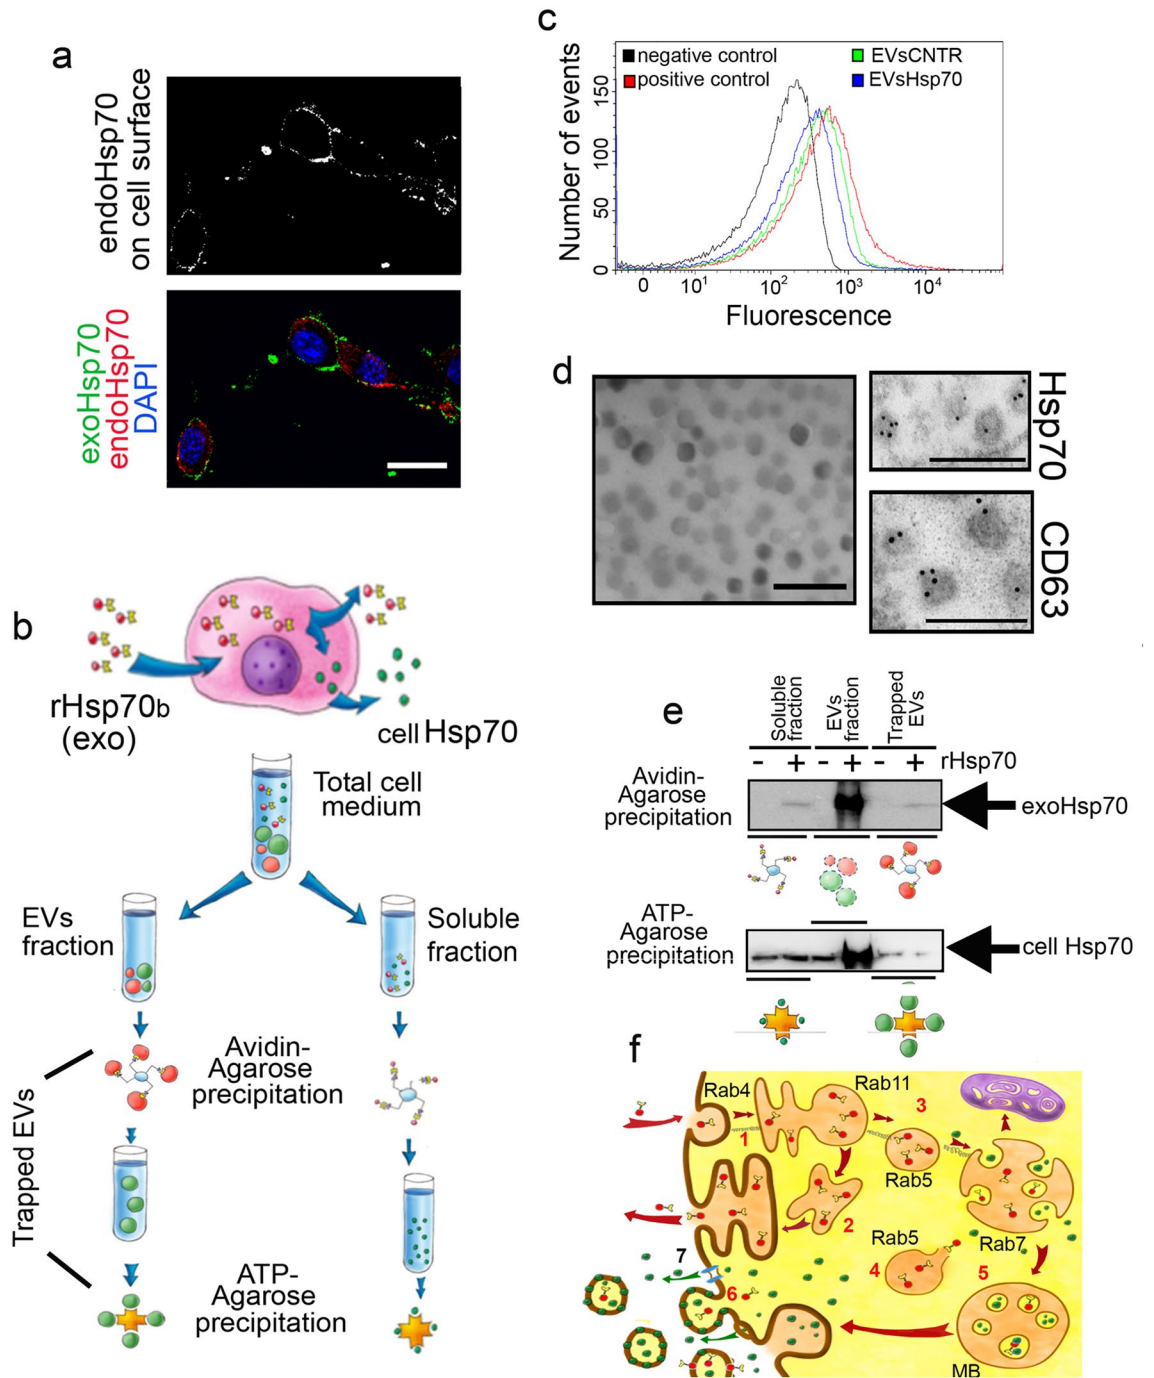 a
endoHsp70
on cell surface
exoHsp70
endoHsp70
DAPI
b
rHsp70b
(exo)
cell Hsp70
Total cell
medium
EVs
fraction
Soluble
fraction
Avidin-
Agarose
precipitation
Trapped EVs
ATP-
Agarose
precipitation
c
negative control
positive control
EVsCNTR
EVsHsp70
Number of events
150
100
50
0
0
10¹
10²
10³
10⁴
Fluorescence
d
Hsp70
CD63
e
Soluble
fraction
EVs
fraction
Trapped
EVs
- + - + - + rHsp70
Avidin-
Agarose
precipitation
exoHsp70
ATP-
Agarose
precipitation
cell Hsp70
f
Rab4
Rab11
3
1
Rab5
2
Rab5
Rab7
4
5
7
6
MB